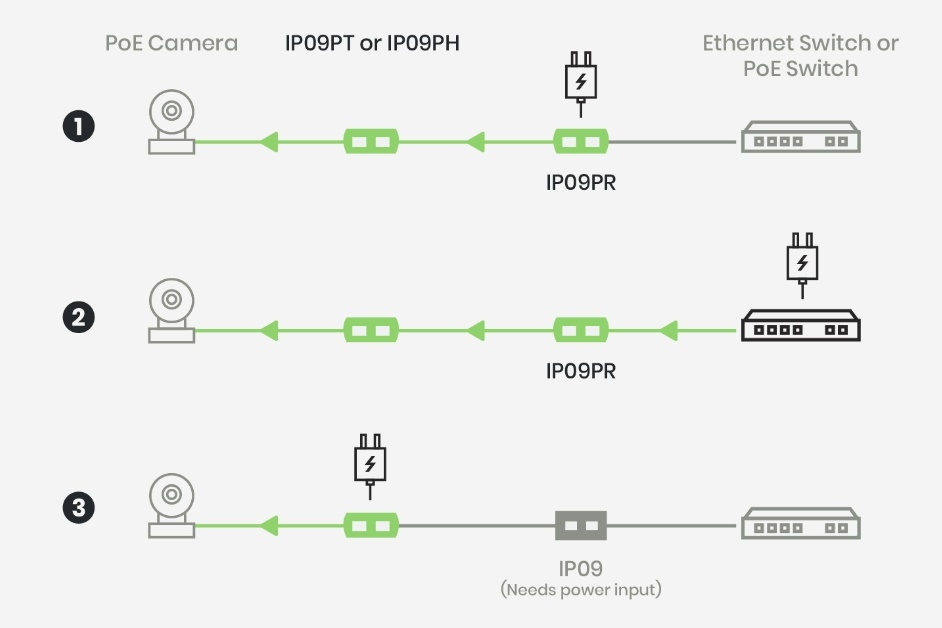 PoE Camera
IP09PT or IP09PH
Ethernet Switch or
PoE Switch
1
IP09PR
2
IP09PR
3
IP09
(Needs power input)